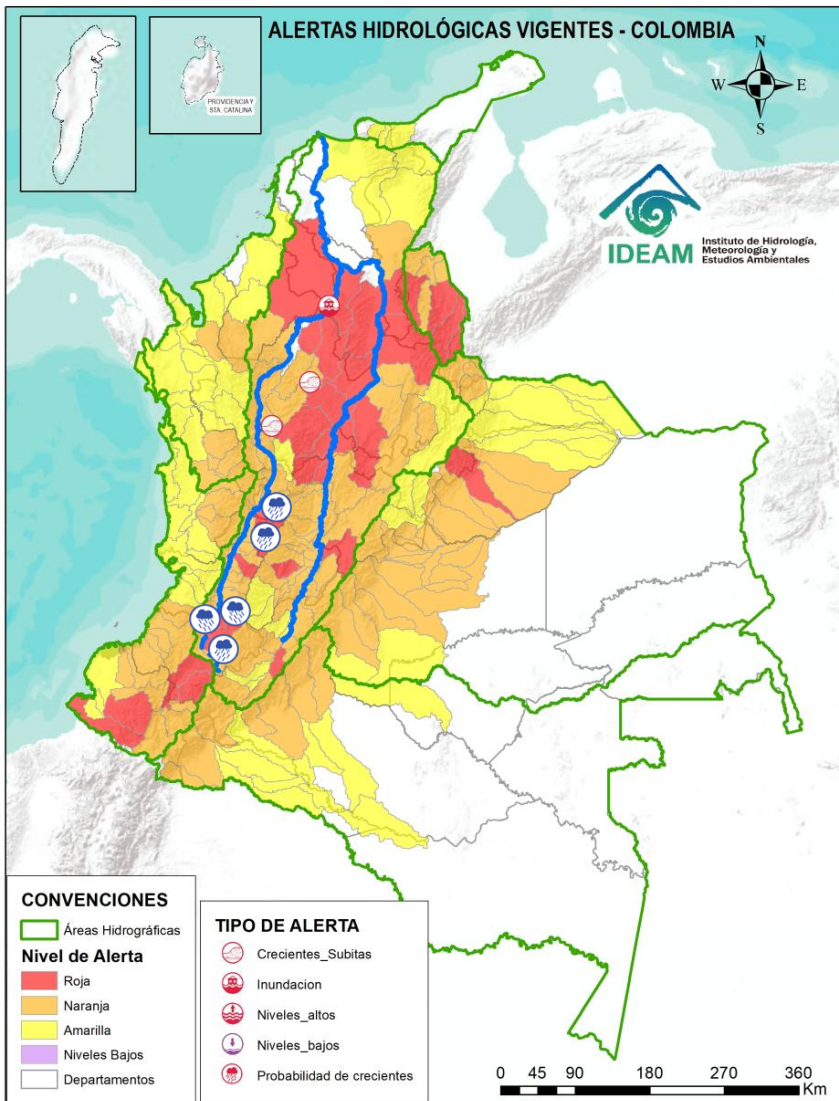 ALERTAS HIDROLÓGICAS VIGENTES - COLOMBIA
PROVIDENCIA Y
STA. CATALINA
N
W
E
S
IDEAM
Instituto de Hidrología,
Meteorología y
Estudios Ambientales
CONVENCIONES
Áreas Hidrográficas
Nivel de Alerta
Roja
Naranja
Amarilla
Niveles Bajos
Departamentos
TIPO DE ALERTA
Crecientes_Subitas
Inundacion
Niveles_altos
Niveles_bajos
Probabilidad de crecientes
0 45 90 180 270 360
Km